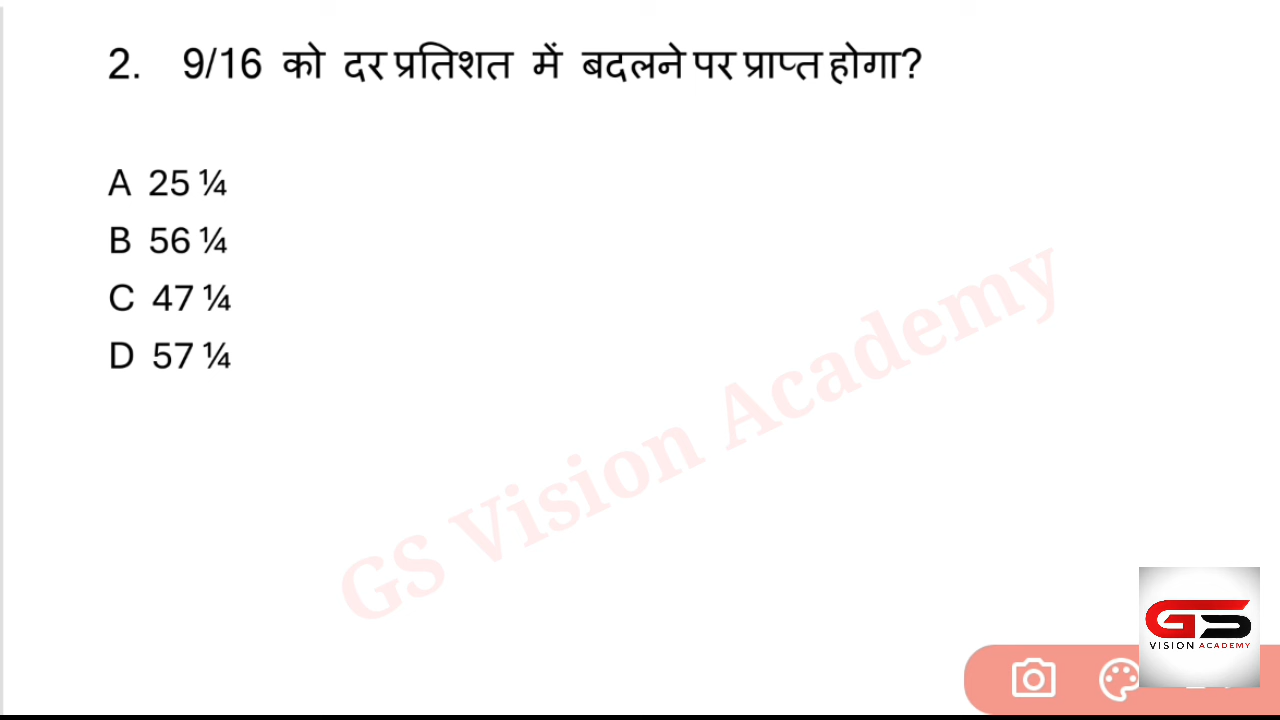 2. 9/16 को दर प्रतिशत में बदलने पर प्राप्त होगा?
A 25 ¼
B 56 ¼
C 47 ¼
D 57 ¼
GS Vision Academy
GS
VISION ACADEMY